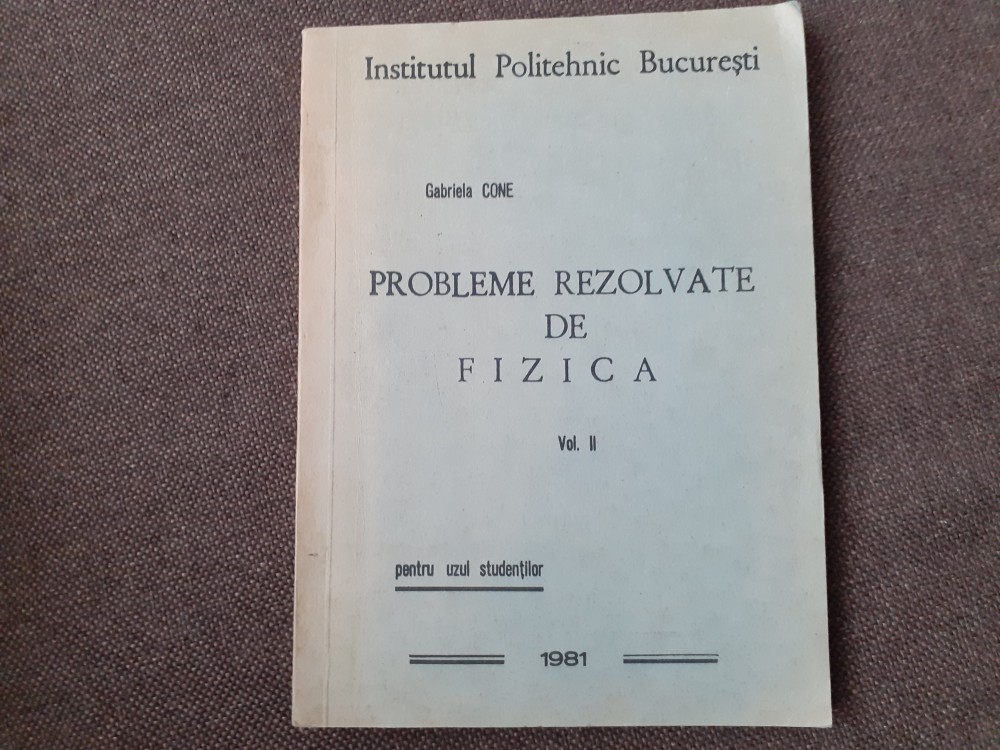 Institutul Politehnic București
Gabriela CONE
PROBLEME REZOLVATE
DE
FIZICA
Vol. II
pentru uzul studenților
1981